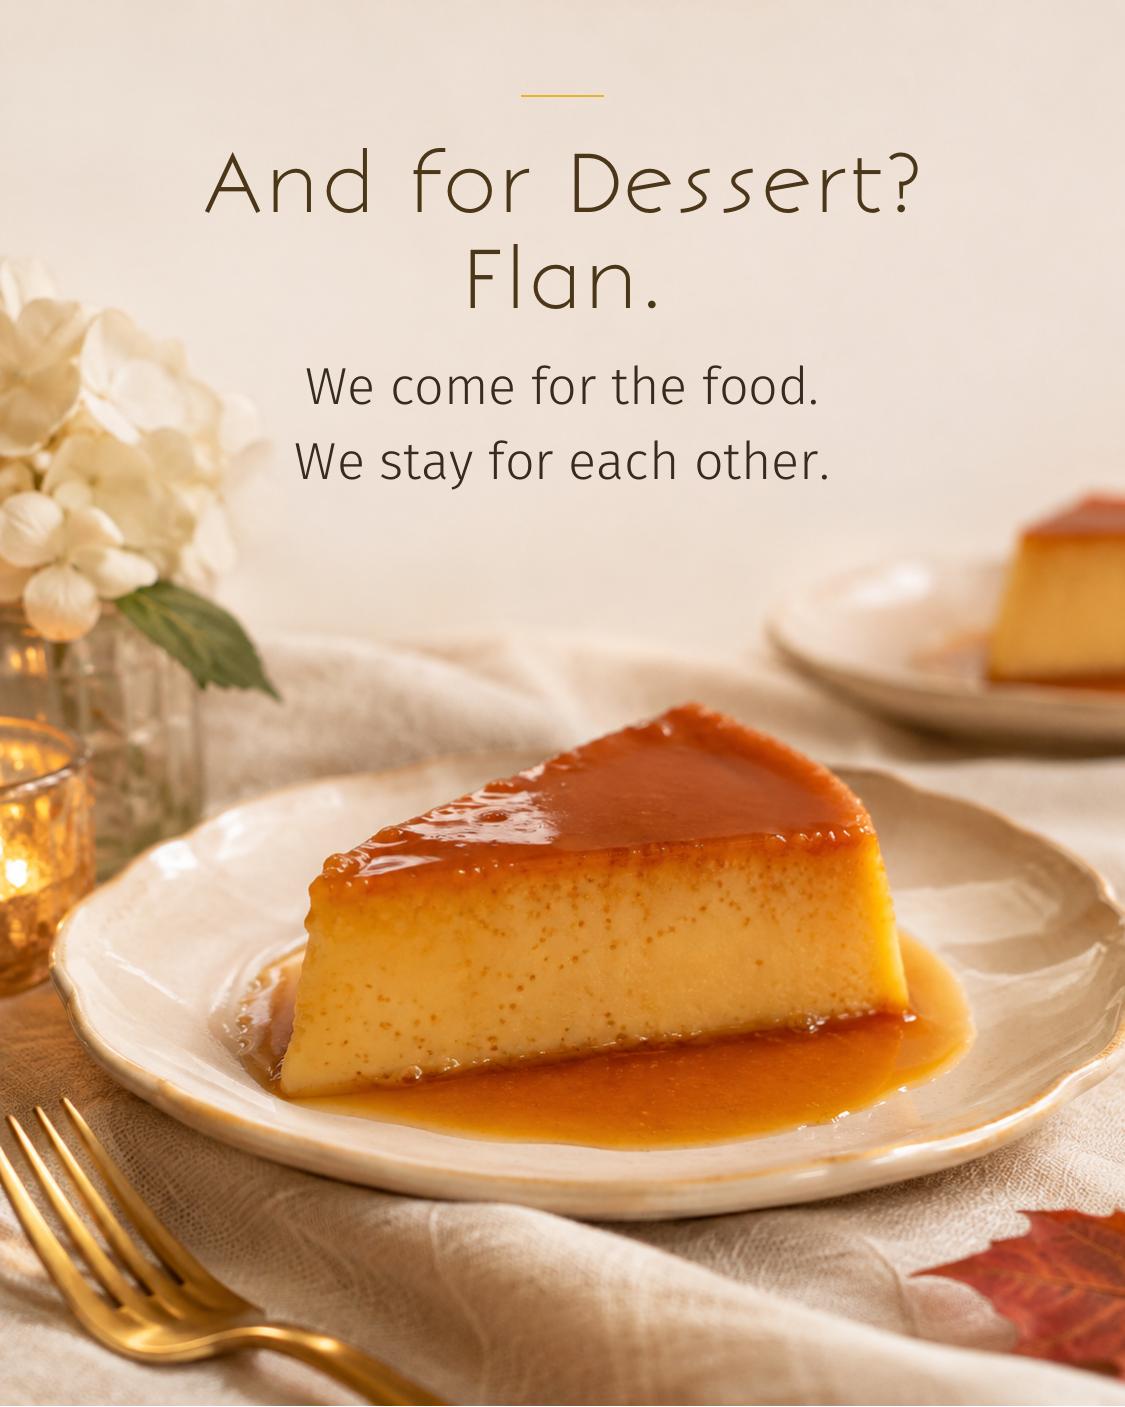 And for Dessert?
Flan.
We come for the food.
We stay for each other.